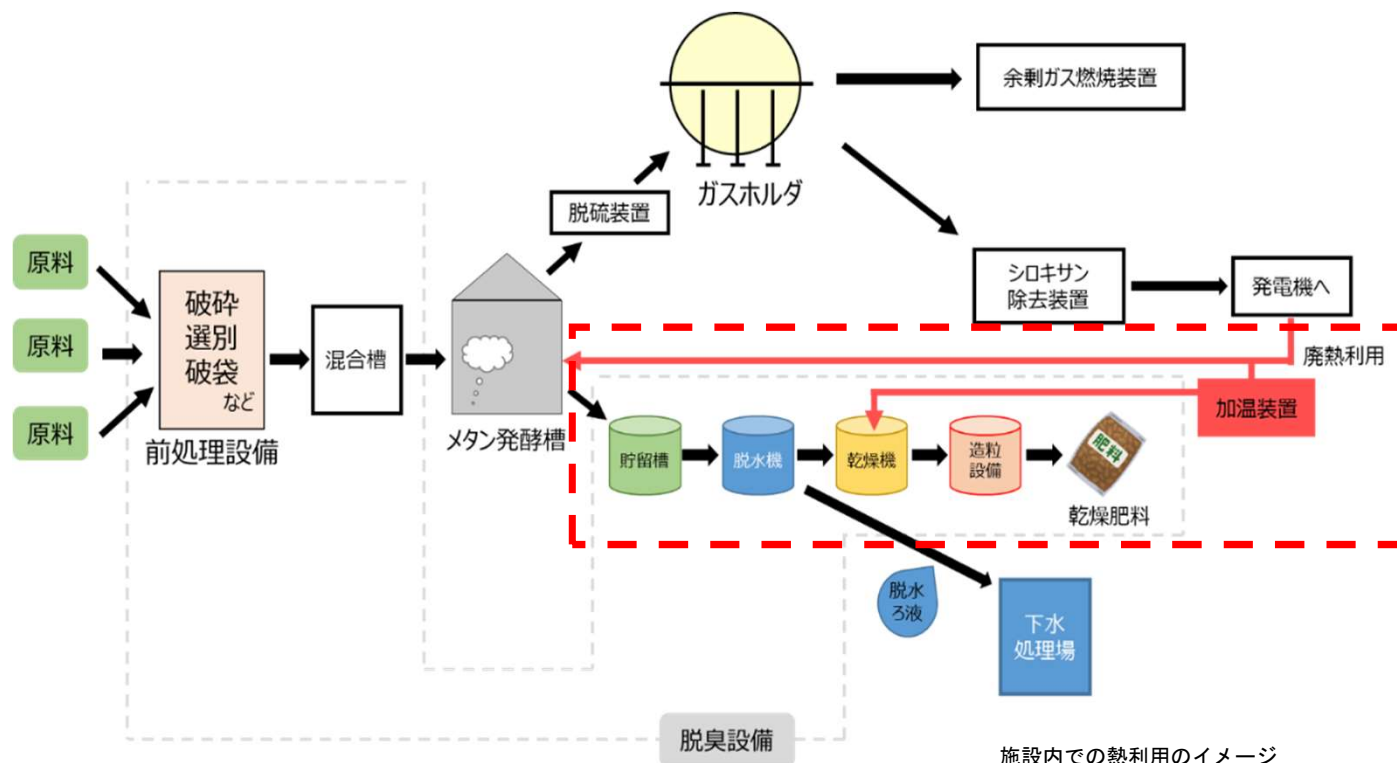 余剰ガス燃焼装置
ガスホルダ
脱硫装置
原料
原料
原料
破砕
選別
破袋
など
前処理設備
混合槽
メタン発酵槽
シロキサン
除去装置
発電機へ
廃熱利用
加温装置
貯留槽
脱水機
乾燥機
造粒
設備
肥料
乾燥肥料
脱水
ろ液
下水
処理場
脱臭設備
施設内での熱利用のイメージ